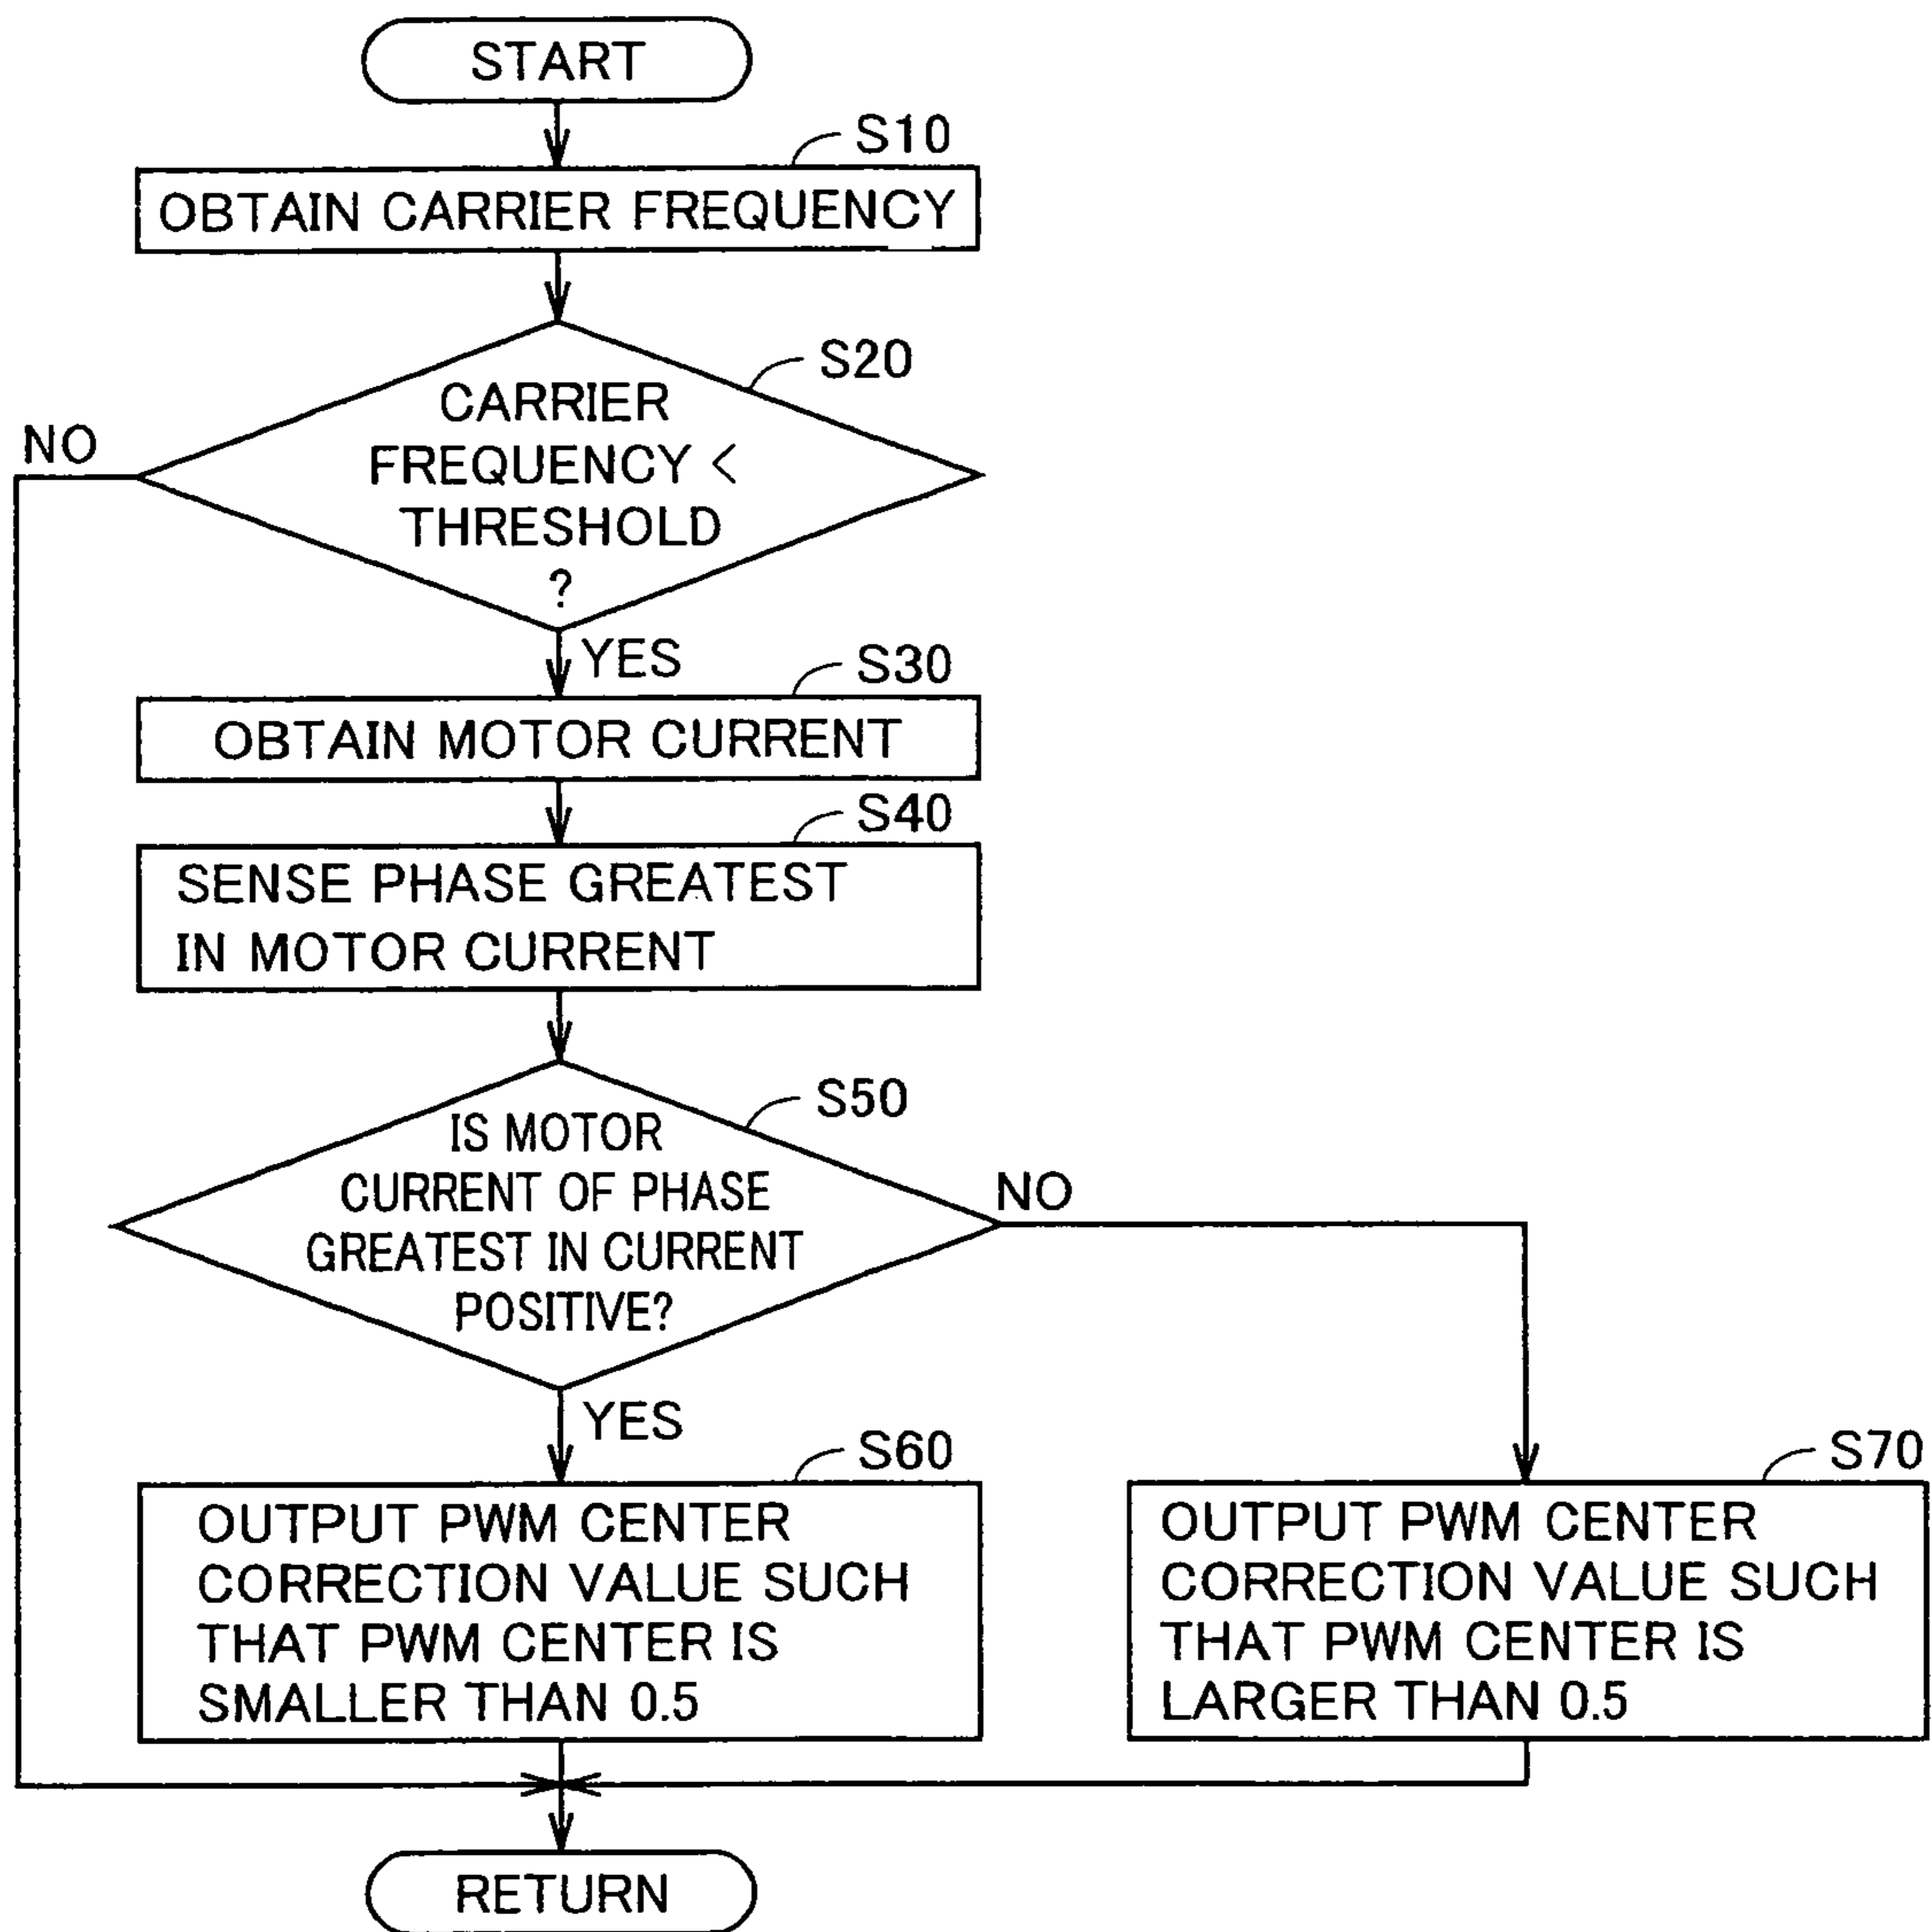 START
S10
OBTAIN CARRIER FREQUENCY
S20
CARRIER
FREQUENCY <
THRESHOLD
?
NO
YES
S30
OBTAIN MOTOR CURRENT
S40
SENSE PHASE GREATEST
IN MOTOR CURRENT
S50
IS MOTOR
CURRENT OF PHASE
GREATEST IN CURRENT
POSITIVE?
NO
YES
S60
OUTPUT PWM CENTER
CORRECTION VALUE SUCH
THAT PWM CENTER IS
SMALLER THAN 0.5
S70
OUTPUT PWM CENTER
CORRECTION VALUE SUCH
THAT PWM CENTER IS
LARGER THAN 0.5
RETURN